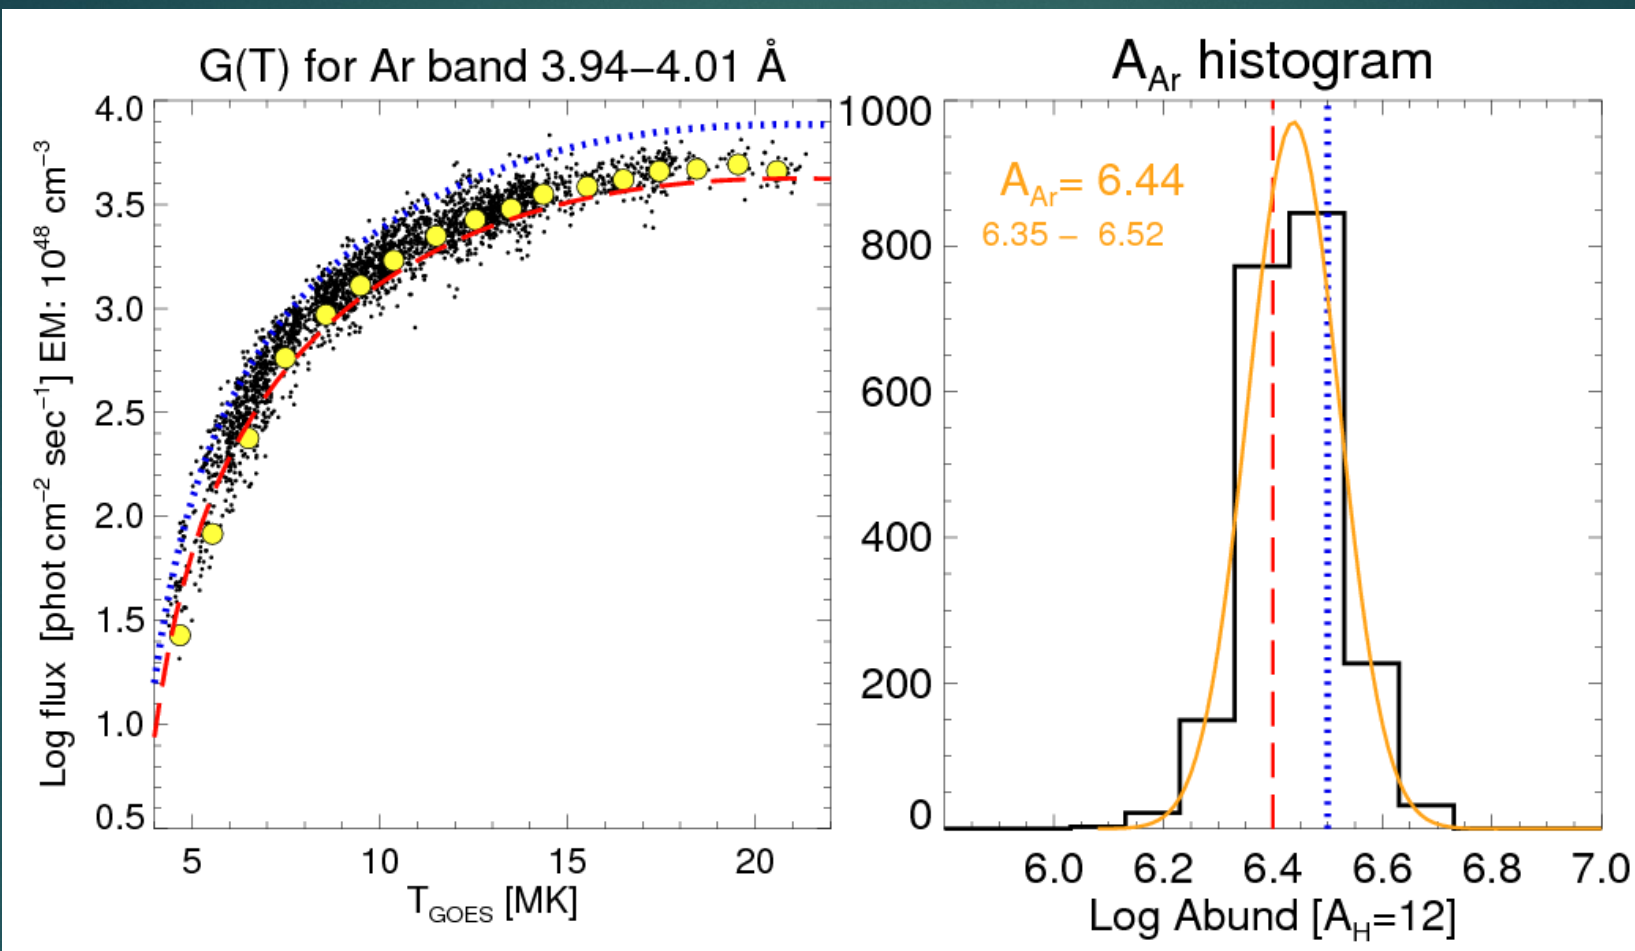 G(T) for Ar band 3.94–4.01 Å
Log flux [phot cm⁻² sec⁻¹] EM: 10⁴⁸ cm⁻³
4.0
3.5
3.0
2.5
2.0
1.5
1.0
0.5
5 10 15 20
T_GOES [MK]
A_Ar histogram
A_Ar= 6.44
6.35 – 6.52
1000
800
600
400
200
0
6.0 6.2 6.4 6.6 6.8 7.0
Log Abund [A_H=12]